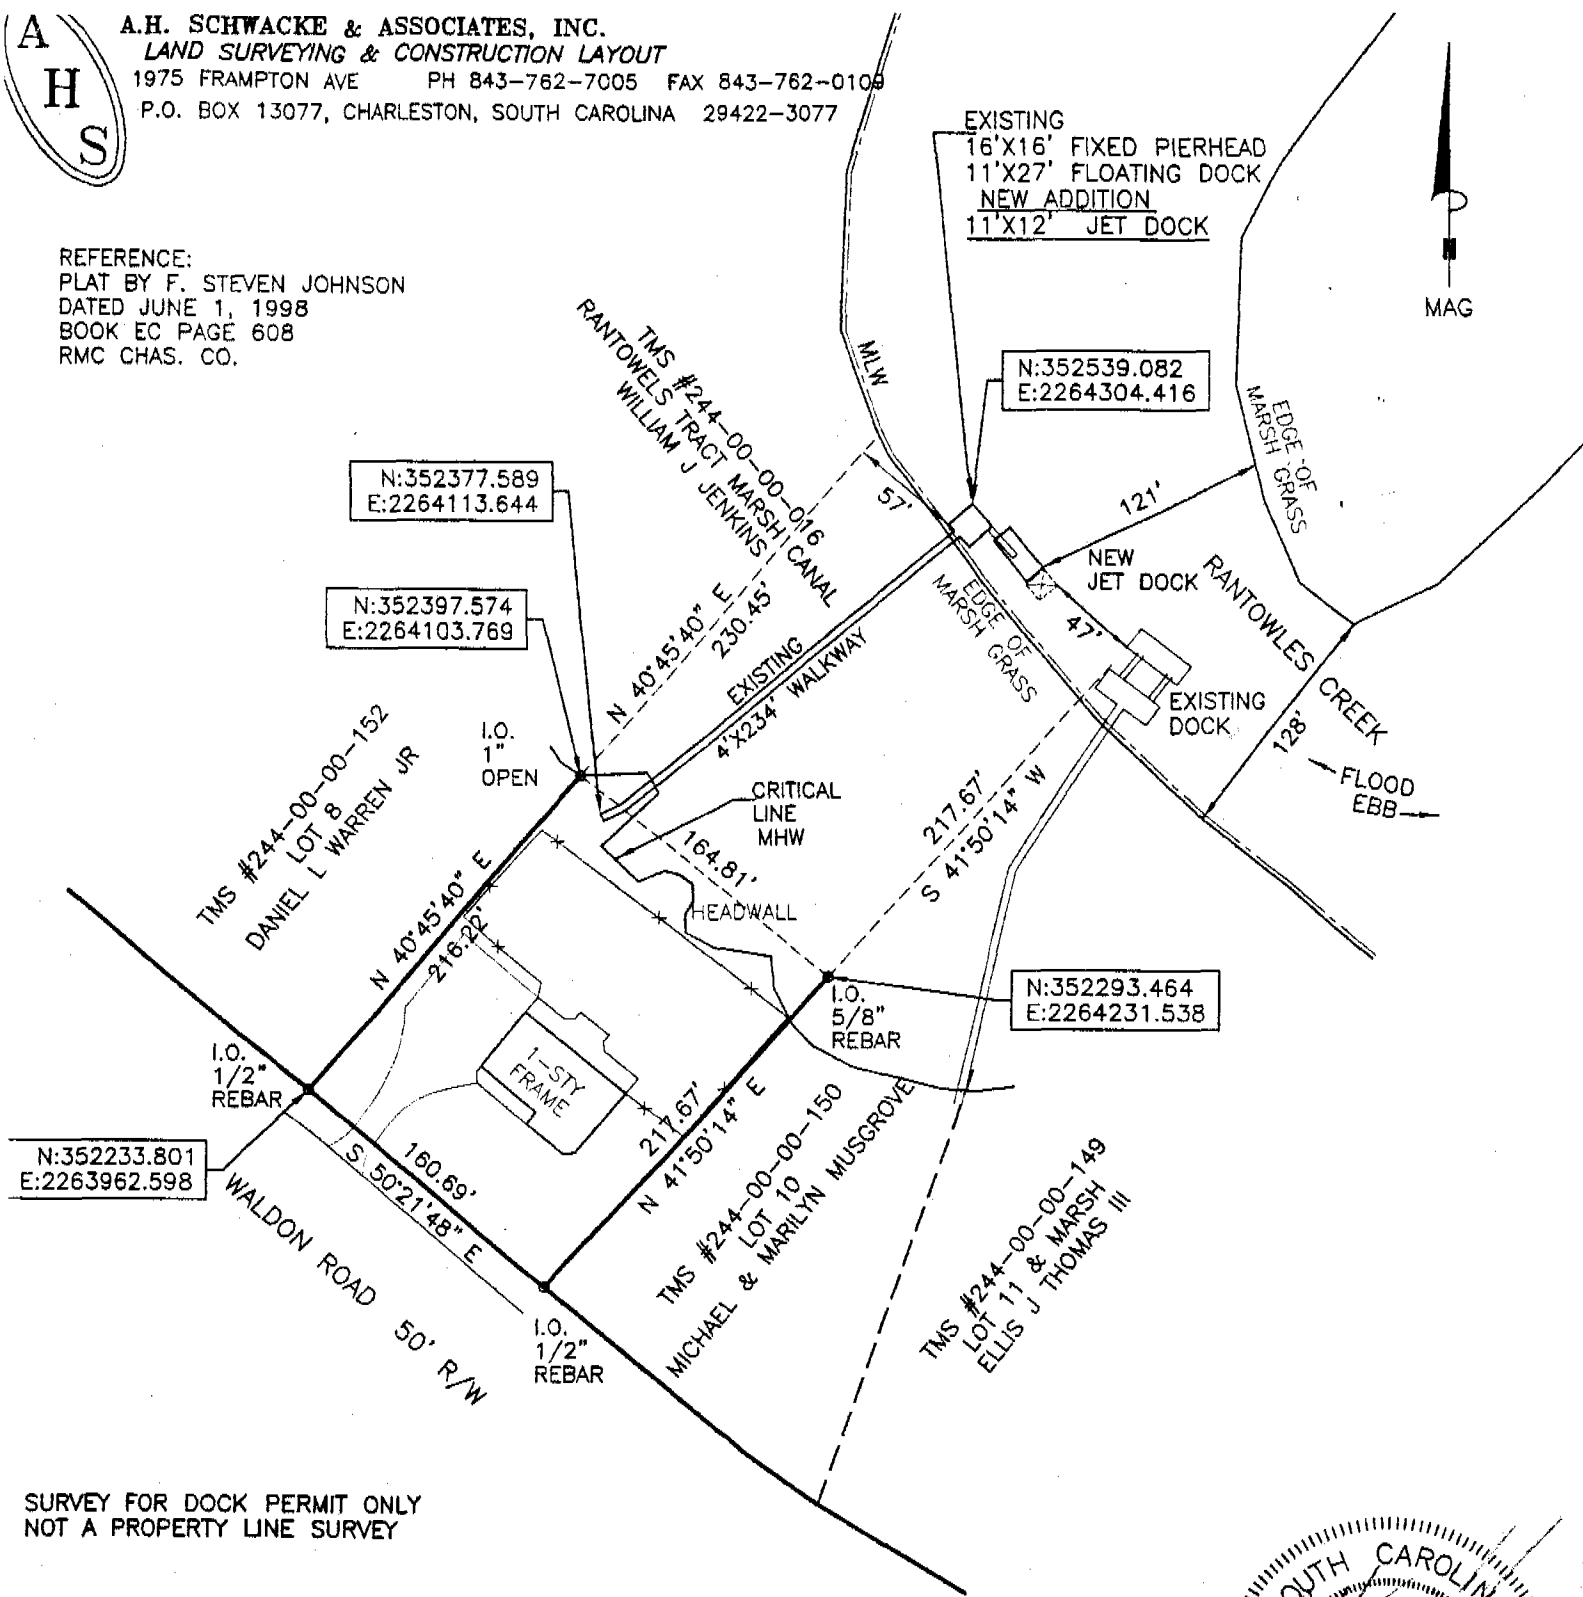 A
H
S
A.H. SCHWACKE & ASSOCIATES, INC.
LAND SURVEYING & CONSTRUCTION LAYOUT
1975 FRAMPTON AVE PH 843-762-7005 FAX 843-762-0109
P.O. BOX 13077, CHARLESTON, SOUTH CAROLINA 29422-3077
REFERENCE:
PLAT BY F. STEVEN JOHNSON
DATED JUNE 1, 1998
BOOK EC PAGE 608
RMC CHAS. CO.
EXISTING
16'X16' FIXED PIERHEAD
11'X27' FLOATING DOCK
NEW ADDITION
11'X12' JET DOCK
MAG
N:352539.082
E:2264304.416
MLW
EDGE OF
MARSH GRASS
TMS #244-00-00-016
RANTOWELS TRACT MARSH CANAL
WILLIAM J JENKINS
N:352377.589
E:2264113.644
57'
121'
NEW
JET DOCK
N:352397.574
E:2264103.769
N 40°45'40" E
230.45'
EXISTING
4'X234' WALKWAY
EDGE OF
MARSH GRASS
47'
RANTOWLES CREEK
EXISTING
DOCK
128'
FLOOD
EBB
I.O.
1"
OPEN
TMS #244-00-00-152
LOT 8
DANIEL L WARREN JR
CRITICAL
LINE
MHW
164.81'
217.67'
S 41°50'14" W
HEADWALL
N 40°45'40" E
216.22'
N:352293.464
E:2264231.538
I.O.
5/8"
REBAR
I.O.
1/2"
REBAR
1-STY
FRAME
217.67'
N 41°50'14" E
N:352233.801
E:2263962.598
160.69'
S 50°21'48" E
WALDON ROAD 50' R/W
TMS #244-00-00-150
LOT 10
MICHAEL & MARILYN MUSGROVE
TMS #244-00-00-149
LOT 11 & MARSH
ELLIS J THOMAS III
I.O.
1/2"
REBAR
SURVEY FOR DOCK PERMIT ONLY
NOT A PROPERTY LINE SURVEY
OUTH CAROLIN